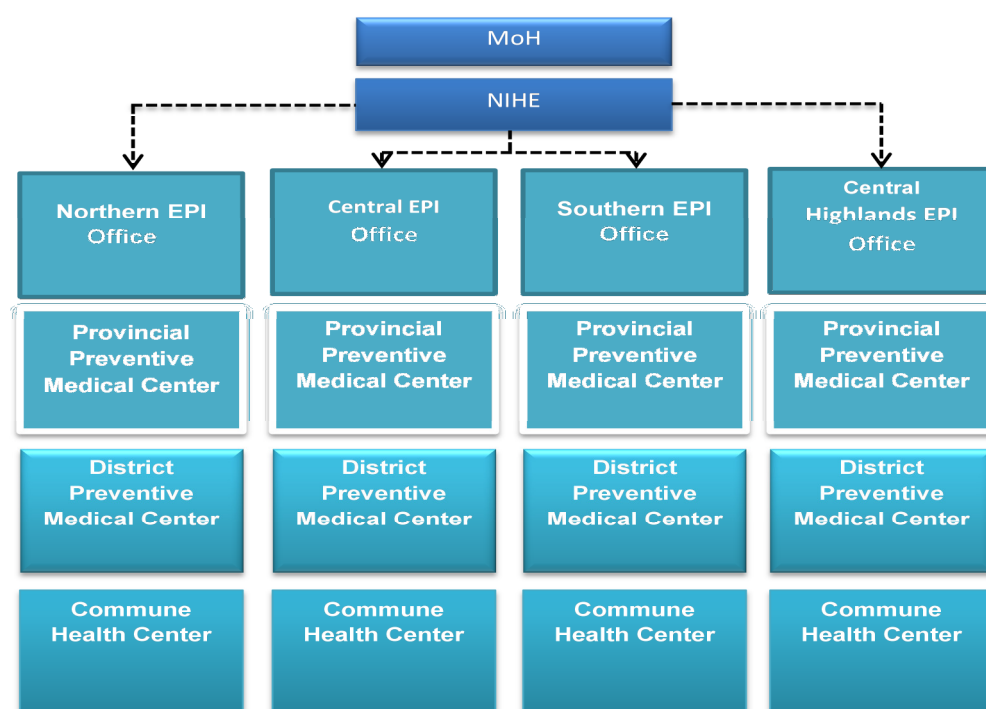 MoH
NIHE
Northern EPI
Office
Central EPI
Office
Southern EPI
Office
Central
Highlands EPI
Office
Provincial
Preventive
Medical Center
Provincial
Preventive
Medical Center
Provincial
Preventive
Medical Center
Provincial
Preventive
Medical Center
District
Preventive
Medical Center
District
Preventive
Medical Center
District
Preventive
Medical Center
District
Preventive
Medical Center
Commune
Health Center
Commune
Health Center
Commune
Health Center
Commune
Health Center